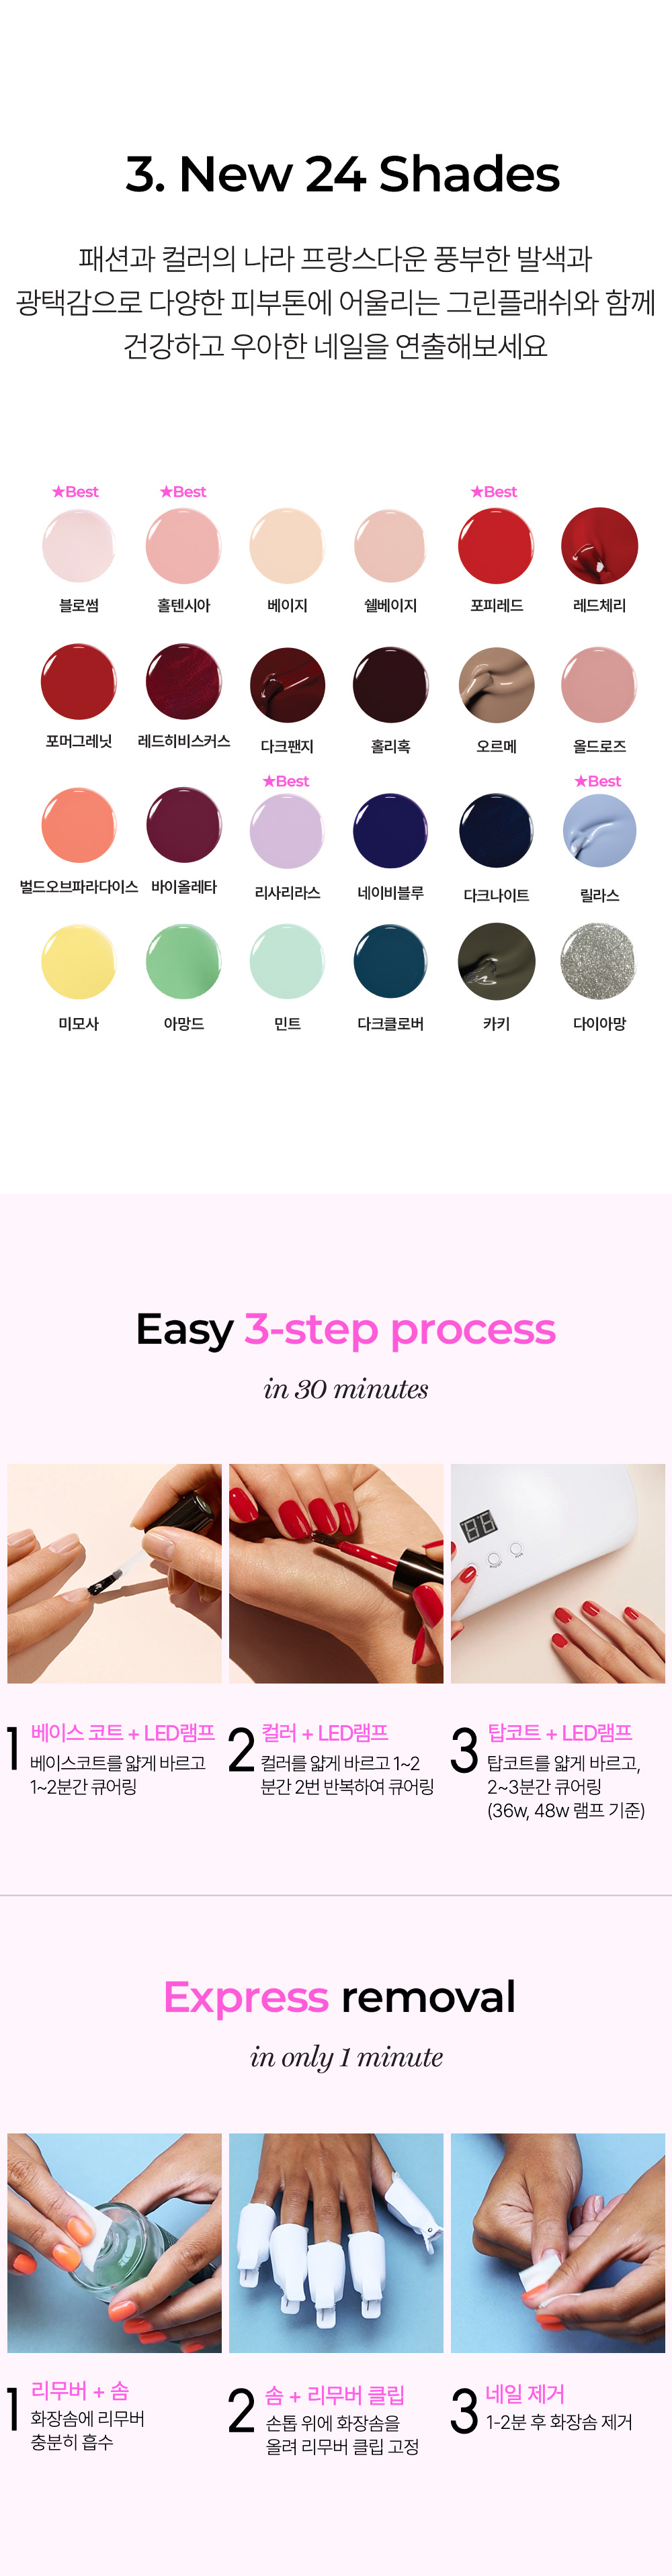 3. New 24 Shades
패션과 컬러의 나라 프랑스다운 풍부한 발색과
광택감으로 다양한 피부톤에 어울리는 그린플래쉬와 함께
건강하고 우아한 네일을 연출해보세요
★Best ★Best ★Best
블로썸 홀텐시아 베이지 쉘베이지 포피레드 레드체리
포머그레닛 레드히비스커스 다크팬지 홀리혹 오르메 올드로즈
★Best ★Best
벌드오브파라다이스 바이올레타 리사리라스 네이비블루 다크나이트 릴라스
미모사 아망드 민트 다크클로버 카키 다이아망
Easy 3-step process
in 30 minutes
1 베이스 코트 + LED램프
베이스코트를 얇게 바르고
1~2분간 큐어링
2 컬러 + LED램프
컬러를 얇게 바르고 1~2
분간 2번 반복하여 큐어링
3 탑코트 + LED램프
탑코트를 얇게 바르고,
2~3분간 큐어링
(36w, 48w 램프 기준)
Express removal
in only 1 minute
1 리무버 + 솜
화장솜에 리무버
충분히 흡수
2 솜 + 리무버 클립
손톱 위에 화장솜을
올려 리무버 클립 고정
3 네일 제거
1-2분 후 화장솜 제거